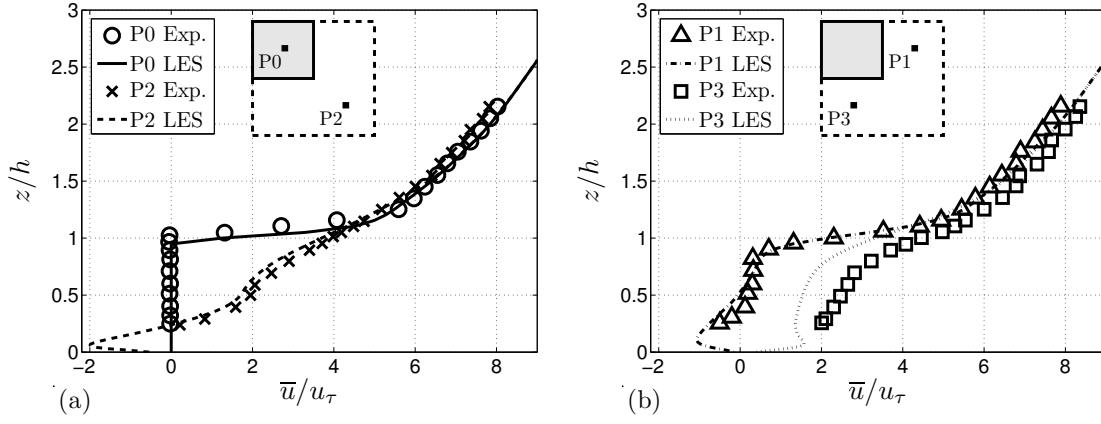 3
2.5
2
1.5
1
0.5
0
−2
0
2
4
6
8
z/h
u̅/u_τ
P0 Exp.
P0 LES
P2 Exp.
P2 LES
P0
P2
(a)
3
2.5
2
1.5
1
0.5
0
−2
0
2
4
6
8
z/h
u̅/u_τ
P1 Exp.
P1 LES
P3 Exp.
P3 LES
P1
P3
(b)